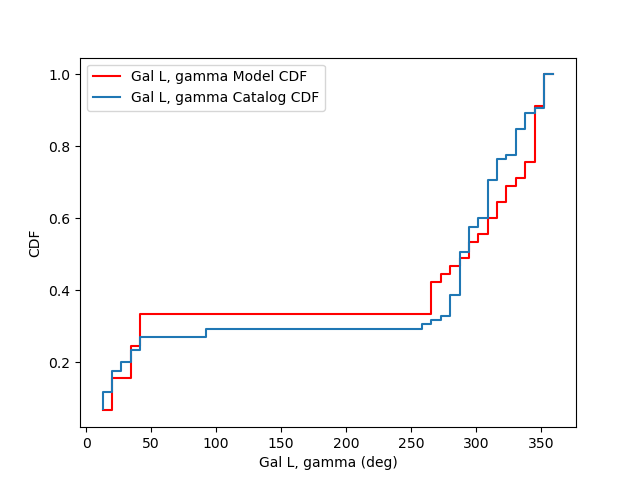 Gal L, gamma Model CDF
Gal L, gamma Catalog CDF
1.0
0.8
0.6
0.4
0.2
CDF
0 50 100 150 200 250 300 350
Gal L, gamma (deg)